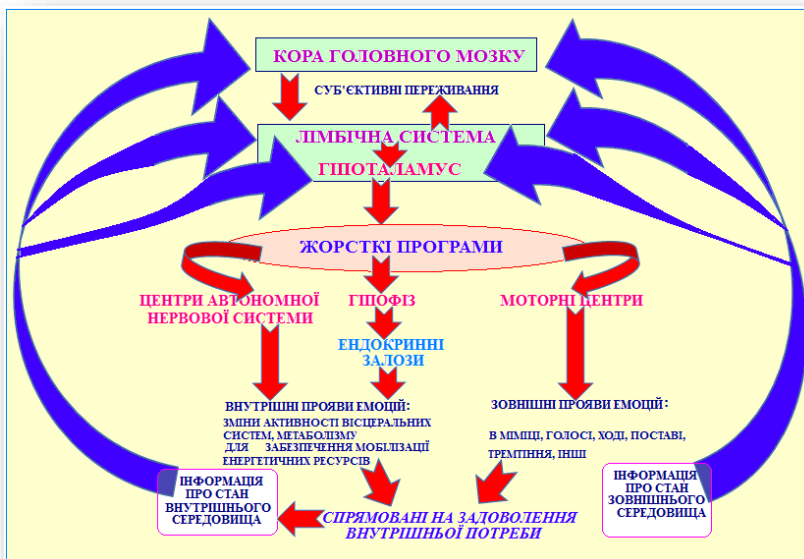 КОРА ГОЛОВНОГО МОЗКУ
СУБ'ЄКТИВНІ ПЕРЕЖИВАННЯ
ЛІМБІЧНА СИСТЕМА
ГІПОТАЛАМУС
ЖОРСТКІ ПРОГРАМИ
ЦЕНТРИ АВТОНОМНОЇ
НЕРВОВОЇ СИСТЕМИ
ГІПОФІЗ
МОТОРНІ ЦЕНТРИ
ЕНДОКРИННІ
ЗАЛОЗИ
ВНУТРІШНІ ПРОЯВИ ЕМОЦІЙ:
ЗМІНИ АКТИВНОСТІ ВІСЦЕРАЛЬНИХ
СИСТЕМ, МЕТАБОЛІЗМУ
ДЛЯ ЗАБЕЗПЕЧЕННЯ МОБІЛІЗАЦІЇ
ЕНЕРГЕТИЧНИХ РЕСУРСІВ
ЗОВНІШНІ ПРОЯВИ ЕМОЦІЙ:
В МІМІЦІ, ГОЛОСІ, ХОДІ, ПОСТАВІ,
ТРЕМТІННЯ, ІНШІ
ІНФОРМАЦІЯ
ПРО СТАН
ВНУТРІШНЬОГО
СЕРЕДОВИЩА
СПРЯМОВАНІ НА ЗАДОВОЛЕННЯ
ВНУТРІШНЬОЇ ПОТРЕБИ
ІНФОРМАЦІЯ
ПРО СТАН
ЗОВНІШНЬОГО
СЕРЕДОВИЩА